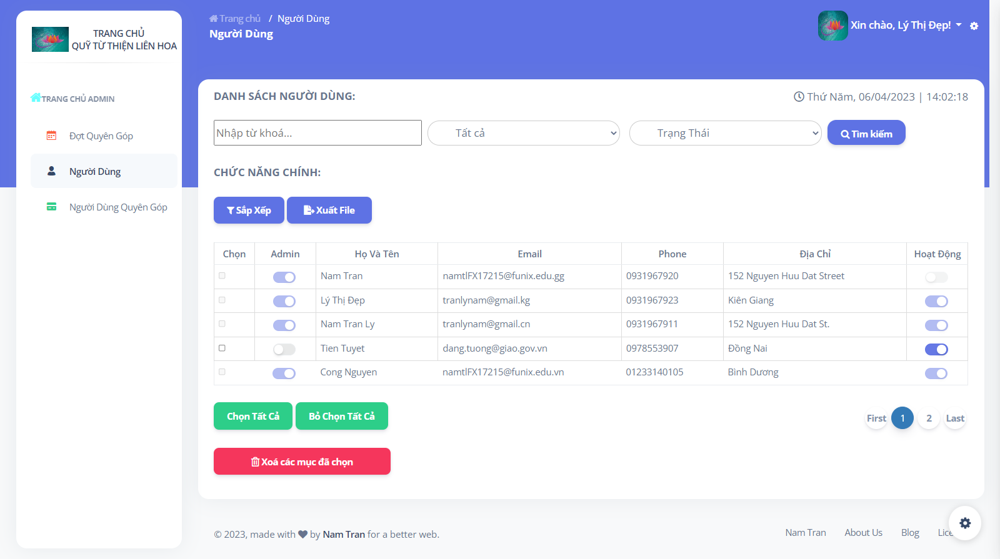 TRANG CHỦ
QUỸ TỪ THIỆN LIÊN HOA
TRANG CHỦ ADMIN
Đợt Quyên Góp
Người Dùng
Người Dùng Quyên Góp
Trang chủ / Người Dùng
Người Dùng
Xin chào, Lý Thị Đẹp!
DANH SÁCH NGƯỜI DÙNG:
Thứ Năm, 06/04/2023 | 14:02:18
Nhập từ khoá...
Tất cả
Trạng Thái
Tìm kiếm
CHỨC NĂNG CHÍNH:
Sắp Xếp
Xuất File
Chọn Admin Họ Và Tên Email Phone Địa Chỉ Hoạt Động
Nam Tran namtlFX17215@funix.edu.gg 0931967920 152 Nguyen Huu Dat Street
Lý Thị Đẹp tranlynam@gmail.kg 0931967923 Kiên Giang
Nam Tran Ly tranlynam@gmail.cn 0931967911 152 Nguyen Huu Dat St.
Tien Tuyet dang.tuong@giao.gov.vn 0978553907 Đồng Nai
Cong Nguyen namtlFX17215@funix.edu.vn 01233140105 Bình Dương
Chọn Tất Cả
Bỏ Chọn Tất Cả
First 1 2 Last
Xoá các mục đã chọn
© 2023, made with by Nam Tran for a better web.
Nam Tran About Us Blog